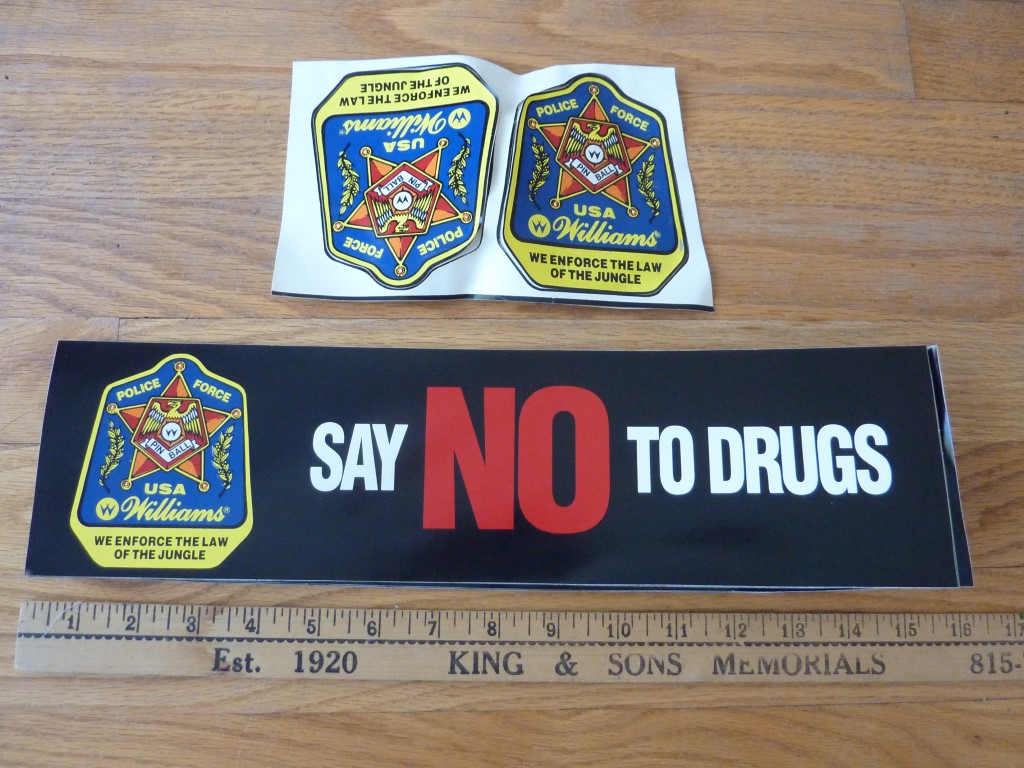 WE ENFORCE THE LAW
OF THE JUNGLE
W Williams®
USA
PIN BALL
W
POLICE FORCE
POLICE FORCE
W
PIN BALL
USA
W Williams®
WE ENFORCE THE LAW
OF THE JUNGLE
POLICE FORCE
W
PIN BALL
USA
W Williams®
WE ENFORCE THE LAW
OF THE JUNGLE
SAY NO TO DRUGS
1 2 3 4 5 6 7 8 9 10 11 12 13 14 15 16 17
Est. 1920 KING & SONS MEMORIALS 815-